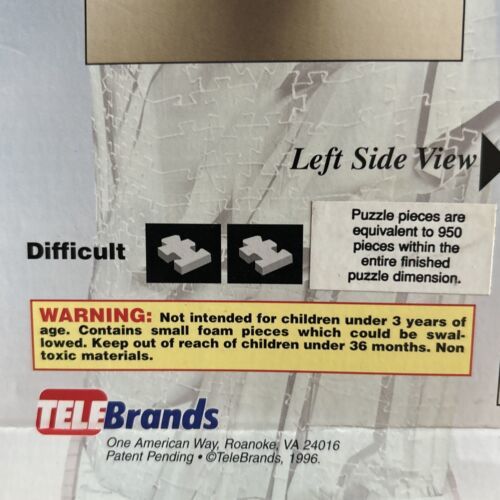 Left Side View
Puzzle pieces are
equivalent to 950
pieces within the
entire finished
puzzle dimension.
Difficult
WARNING: Not intended for children under 3 years of
age. Contains small foam pieces which could be swal-
lowed. Keep out of reach of children under 36 months. Non
toxic materials.
TELEBrands
One American Way, Roanoke, VA 24016
Patent Pending • ©TeleBrands, 1996.